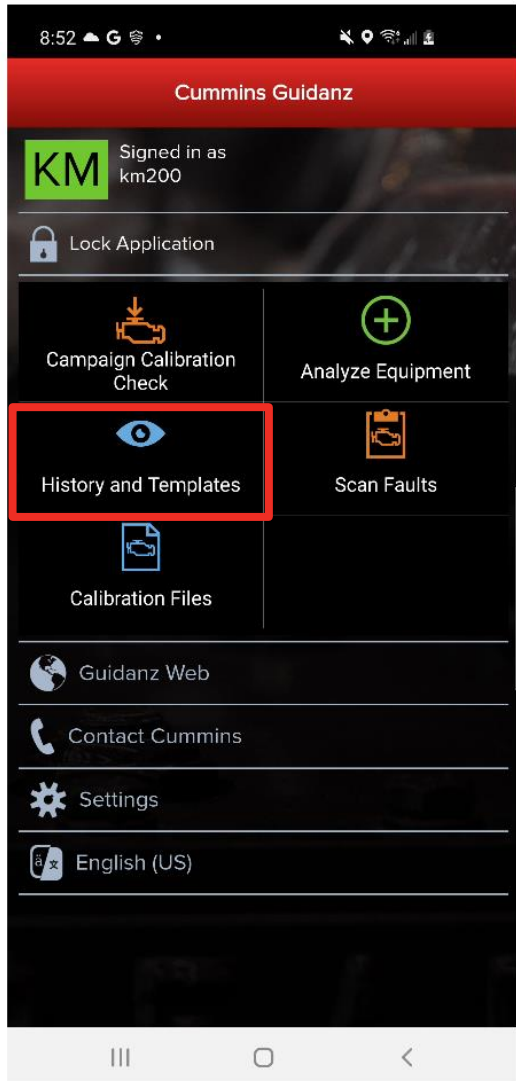 8:52 G
Cummins Guidanz
KM
Signed in as
km200
Lock Application
Campaign Calibration
Check
Analyze Equipment
History and Templates
Scan Faults
Calibration Files
Guidanz Web
Contact Cummins
Settings
ä 文
English (US)